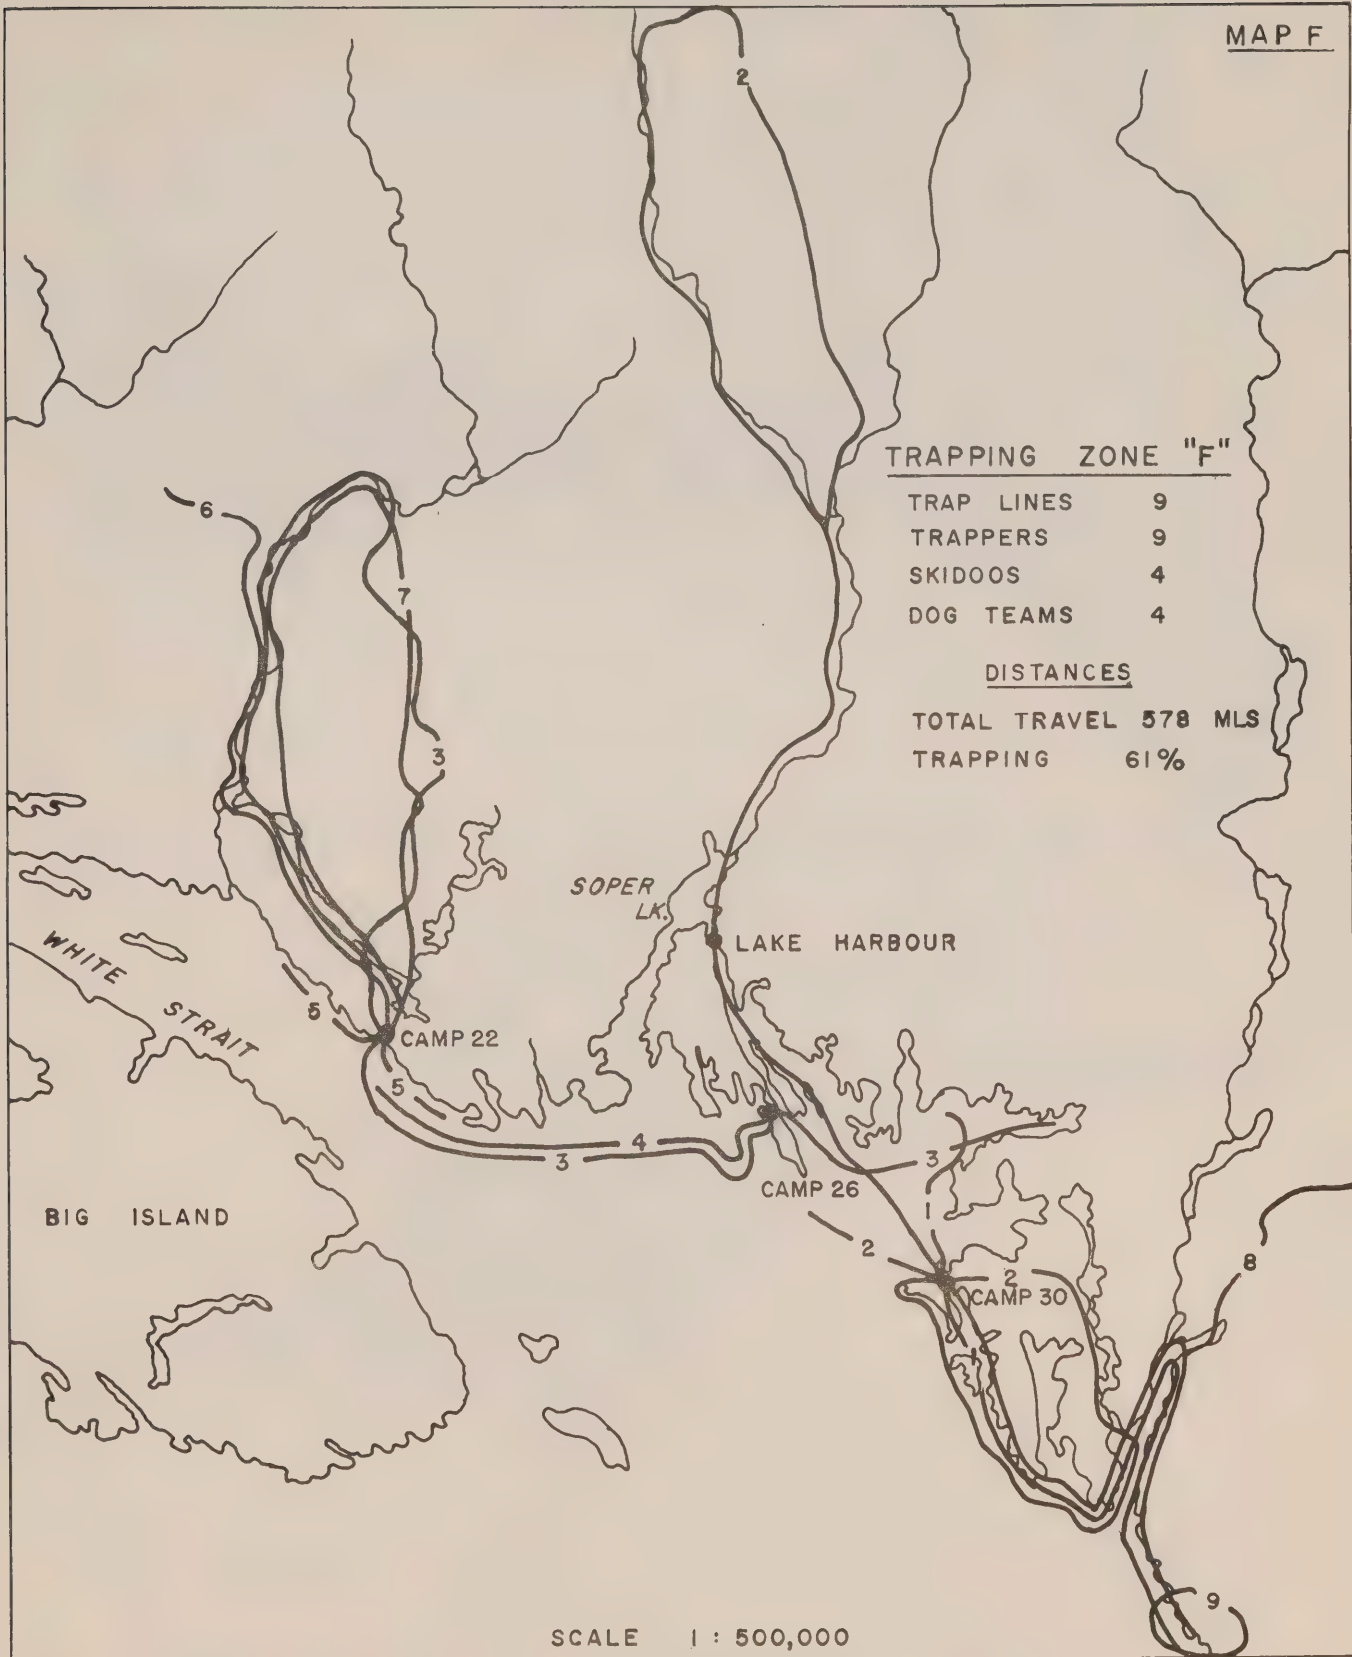 MAP F
2
TRAPPING ZONE "F"
TRAP LINES 9
TRAPPERS 9
SKIDOOS 4
DOG TEAMS 4
DISTANCES
TOTAL TRAVEL 578 MLS
TRAPPING 61%
6
7
3
SOPER
LK.
LAKE HARBOUR
WHITE
STRAIT
5
CAMP 22
5
4
3
3
CAMP 26
1
BIG ISLAND
2
8
2
CAMP 30
1
9
SCALE 1 : 500,000